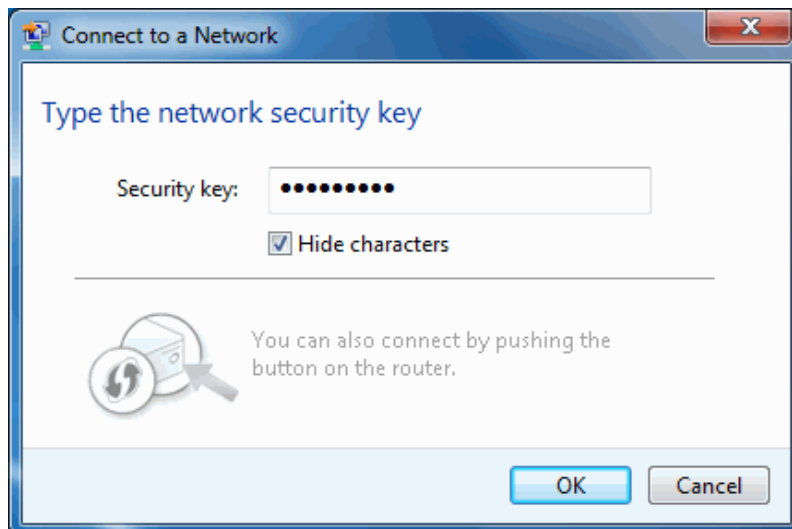 Connect to a Network
Type the network security key
Security key: •••••••••
Hide characters
You can also connect by pushing the
button on the router.
OK Cancel